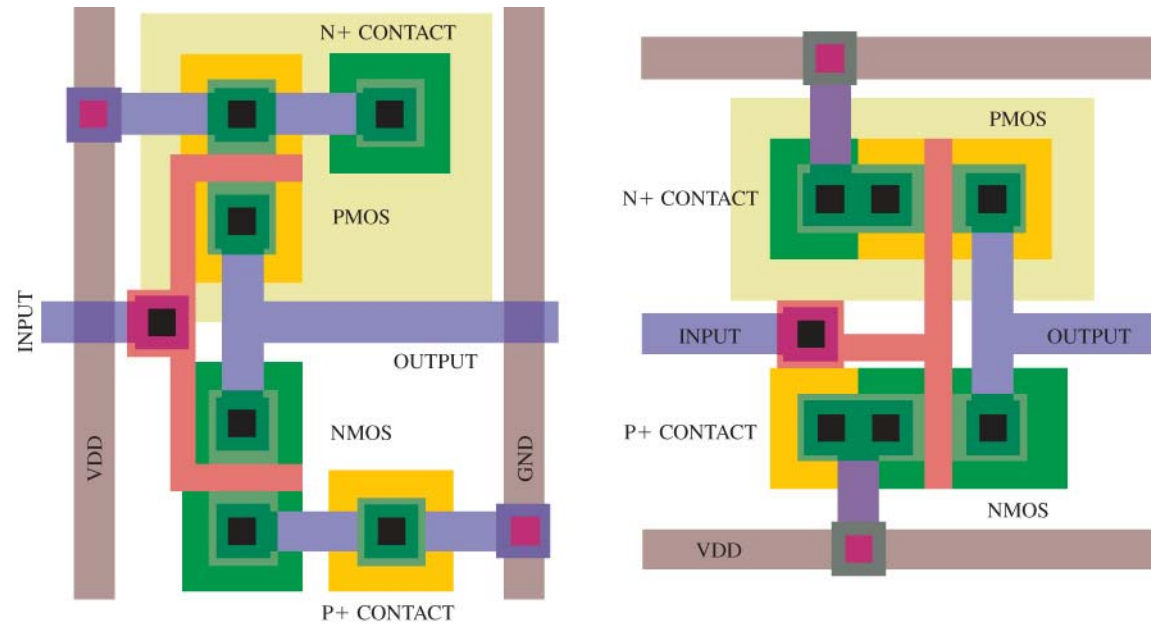 N+ CONTACT
PMOS
INPUT
OUTPUT
NMOS
VDD
GND
P+ CONTACT
PMOS
N+ CONTACT
INPUT
OUTPUT
P+ CONTACT
NMOS
VDD